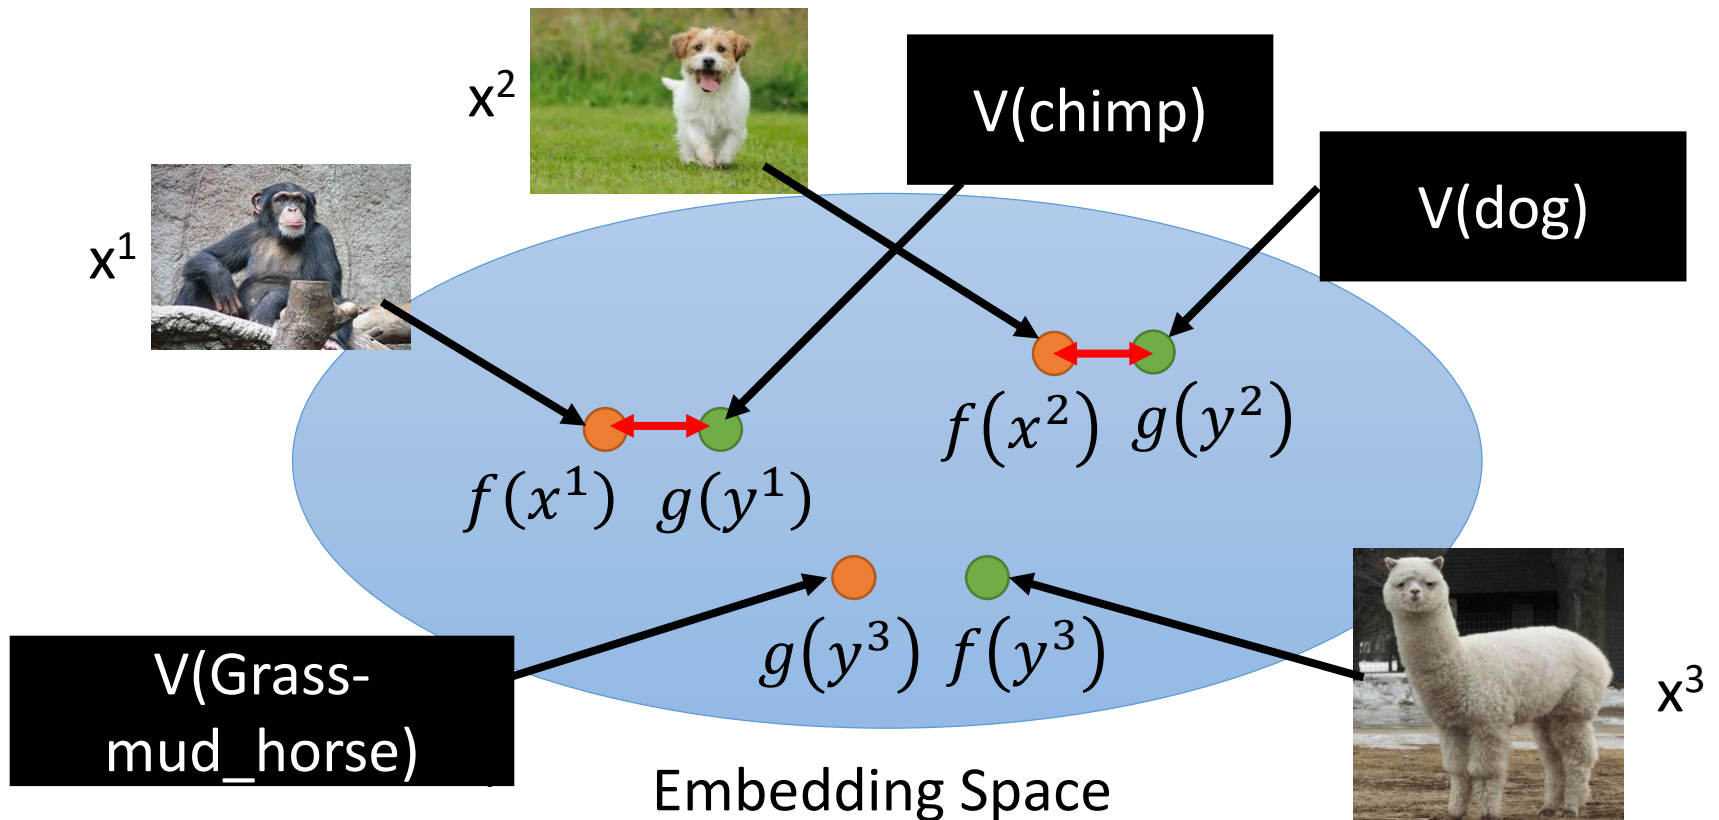 x²
V(chimp)
V(dog)
x¹
f(x²) g(y²)
f(x¹) g(y¹)
g(y³) f(y³)
V(Grass-
mud_horse)
x³
Embedding Space